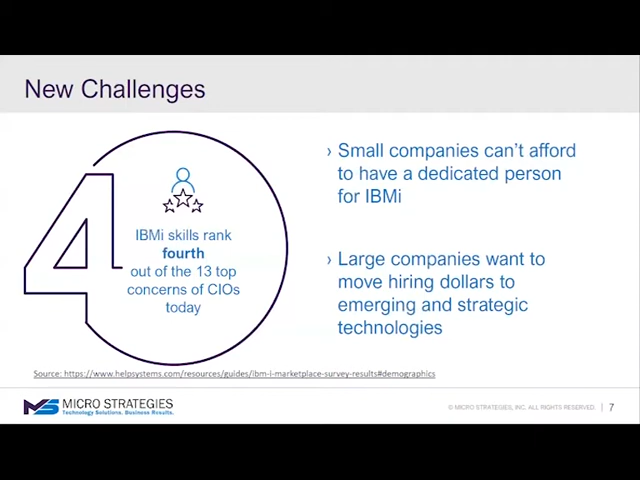 New Challenges
4
IBMi skills rank
fourth
out of the 13 top
concerns of CIOs
today
› Small companies can't afford
to have a dedicated person
for IBMi
› Large companies want to
move hiring dollars to
emerging and strategic
technologies
Source: https://www.helpsystems.com/resources/guides/ibm-i-marketplace-survey-results#demographics
MS MICRO STRATEGIES
Technology Solutions. Business Results.
© MICRO STRATEGIES, INC. ALL RIGHTS RESERVED. | 7